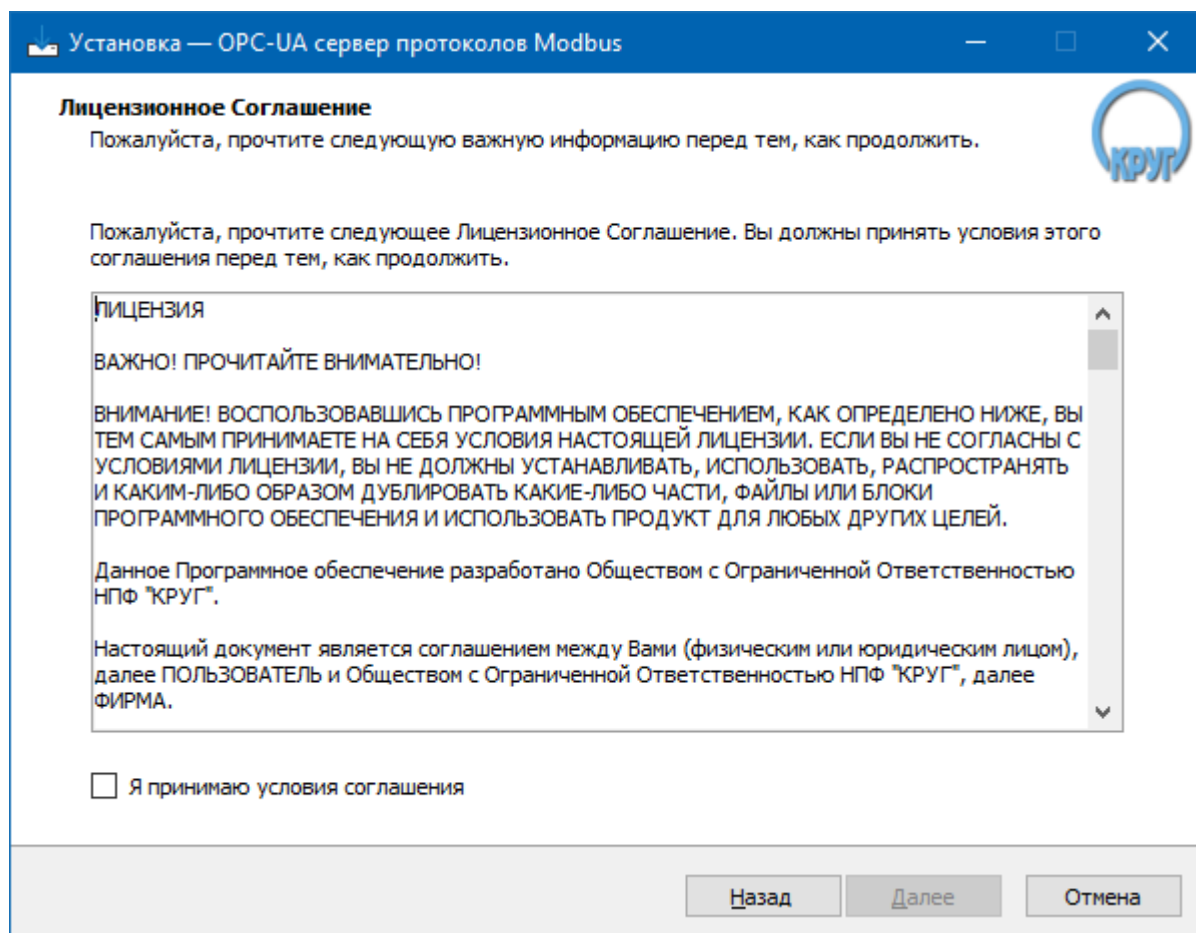 Установка — OPC-UA сервер протоколов Modbus
Лицензионное Соглашение
Пожалуйста, прочтите следующую важную информацию перед тем, как продолжить.
КРУГ
Пожалуйста, прочтите следующее Лицензионное Соглашение. Вы должны принять условия этого
соглашения перед тем, как продолжить.
ЛИЦЕНЗИЯ
ВАЖНО! ПРОЧИТАЙТЕ ВНИМАТЕЛЬНО!
ВНИМАНИЕ! ВОСПОЛЬЗОВАВШИСЬ ПРОГРАММНЫМ ОБЕСПЕЧЕНИЕМ, КАК ОПРЕДЕЛЕНО НИЖЕ, ВЫ
ТЕМ САМЫМ ПРИНИМАЕТЕ НА СЕБЯ УСЛОВИЯ НАСТОЯЩЕЙ ЛИЦЕНЗИИ. ЕСЛИ ВЫ НЕ СОГЛАСНЫ С
УСЛОВИЯМИ ЛИЦЕНЗИИ, ВЫ НЕ ДОЛЖНЫ УСТАНАВЛИВАТЬ, ИСПОЛЬЗОВАТЬ, РАСПРОСТРАНЯТЬ
И КАКИМ-ЛИБО ОБРАЗОМ ДУБЛИРОВАТЬ КАКИЕ-ЛИБО ЧАСТИ, ФАЙЛЫ ИЛИ БЛОКИ
ПРОГРАММНОГО ОБЕСПЕЧЕНИЯ И ИСПОЛЬЗОВАТЬ ПРОДУКТ ДЛЯ ЛЮБЫХ ДРУГИХ ЦЕЛЕЙ.
Данное Программное обеспечение разработано Обществом с Ограниченной Ответственностью
НПФ "КРУГ".
Настоящий документ является соглашением между Вами (физическим или юридическим лицом),
далее ПОЛЬЗОВАТЕЛЬ и Обществом с Ограниченной Ответственностью НПФ "КРУГ", далее
ФИРМА.
Я принимаю условия соглашения
Назад
Далее
Отмена